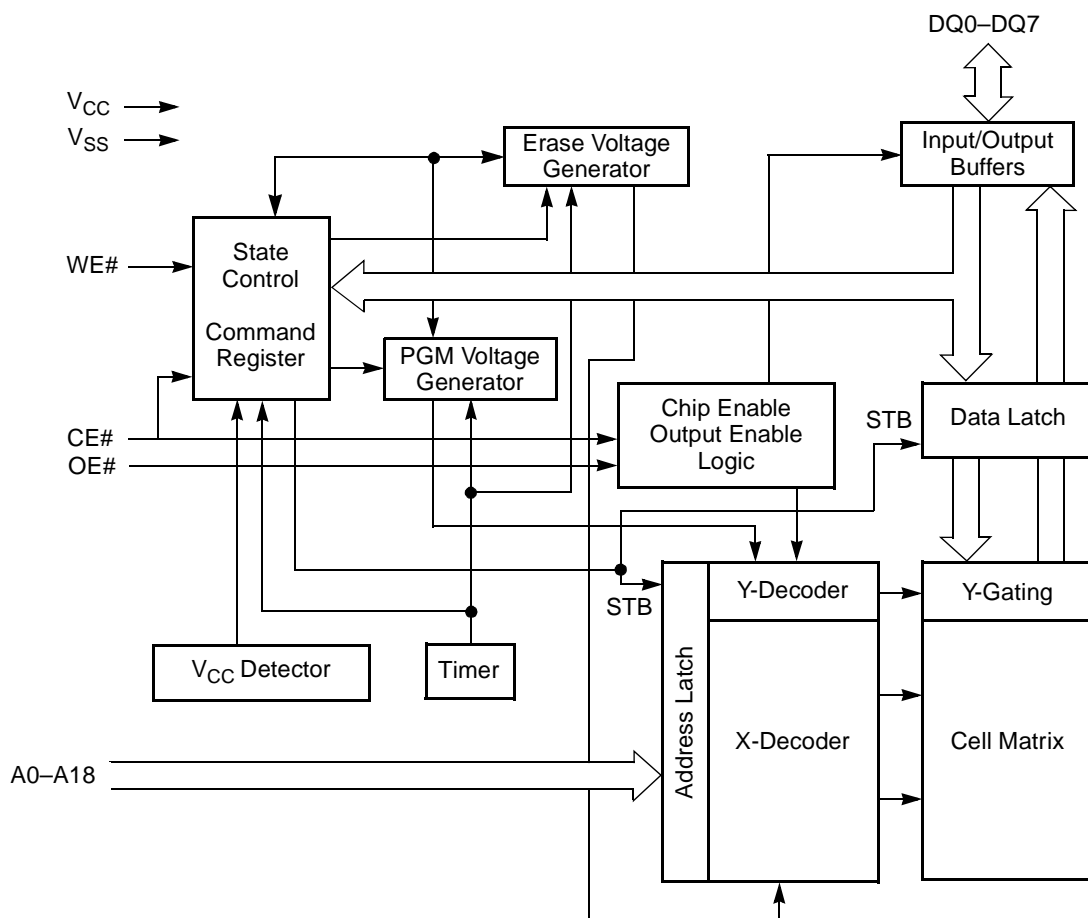 DQ0–DQ7
VCC
VSS
Erase Voltage
Generator
Input/Output
Buffers
WE#
State
Control
Command
Register
PGM Voltage
Generator
CE#
OE#
Chip Enable
Output Enable
Logic
STB
Data Latch
STB
Y-Decoder
Y-Gating
VCC Detector
Timer
Address Latch
X-Decoder
Cell Matrix
A0–A18